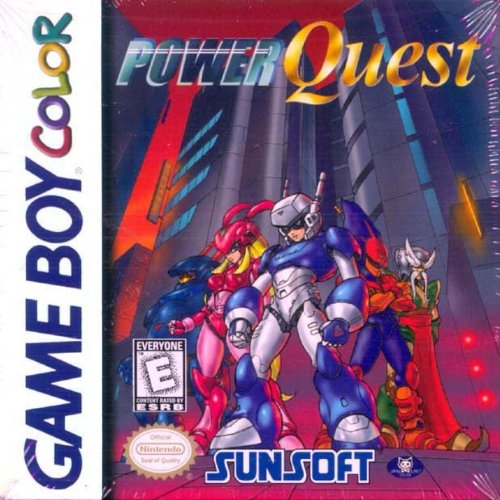 GAME BOY COLOR
POWER Quest
EVERYONE
E
CONTENT RATED BY
ESRB
Official
Nintendo
Seal of Quality
SUNSOFT